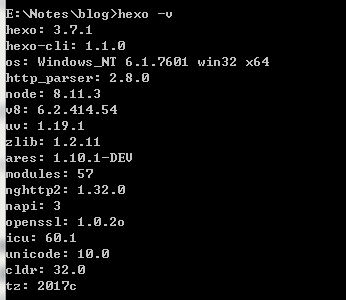 E:\Notes\blog>hexo -v
hexo: 3.7.1
hexo-cli: 1.1.0
os: Windows_NT 6.1.7601 win32 x64
http_parser: 2.8.0
node: 8.11.3
v8: 6.2.414.54
uv: 1.19.1
zlib: 1.2.11
ares: 1.10.1-DEV
modules: 57
nghttp2: 1.32.0
napi: 3
openssl: 1.0.2o
icu: 60.1
unicode: 10.0
cldr: 32.0
tz: 2017c